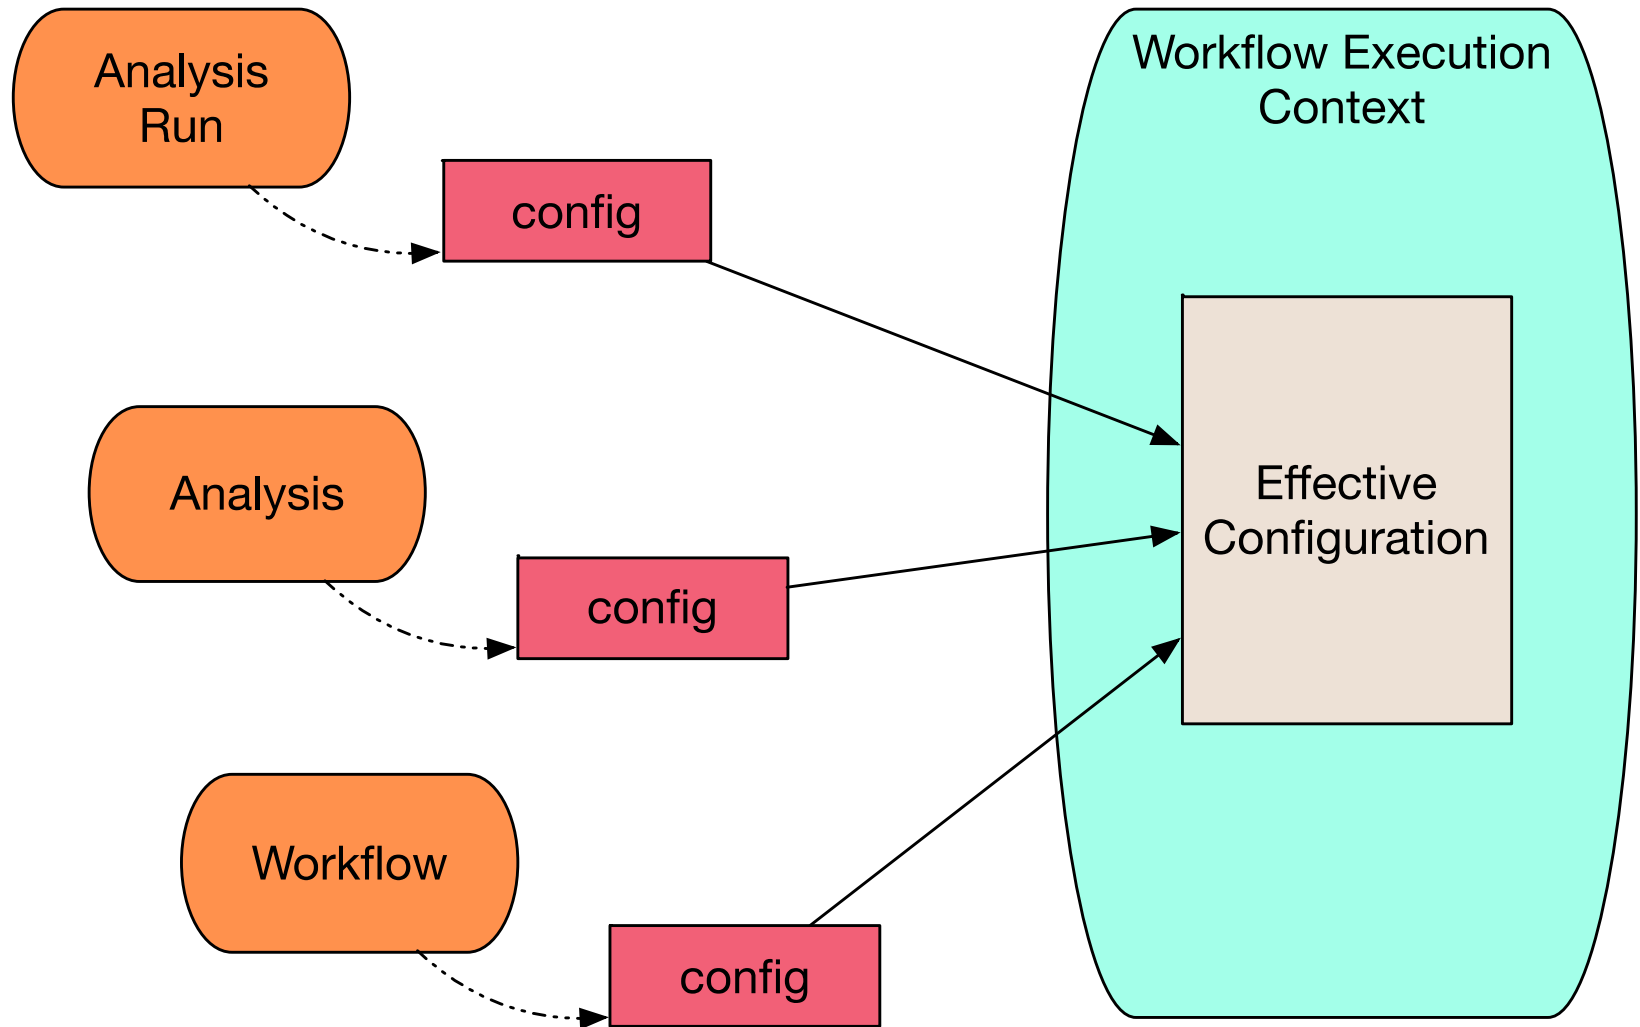 Analysis
Run
config
Analysis
config
Workflow
config
Workflow Execution
Context
Effective
Configuration